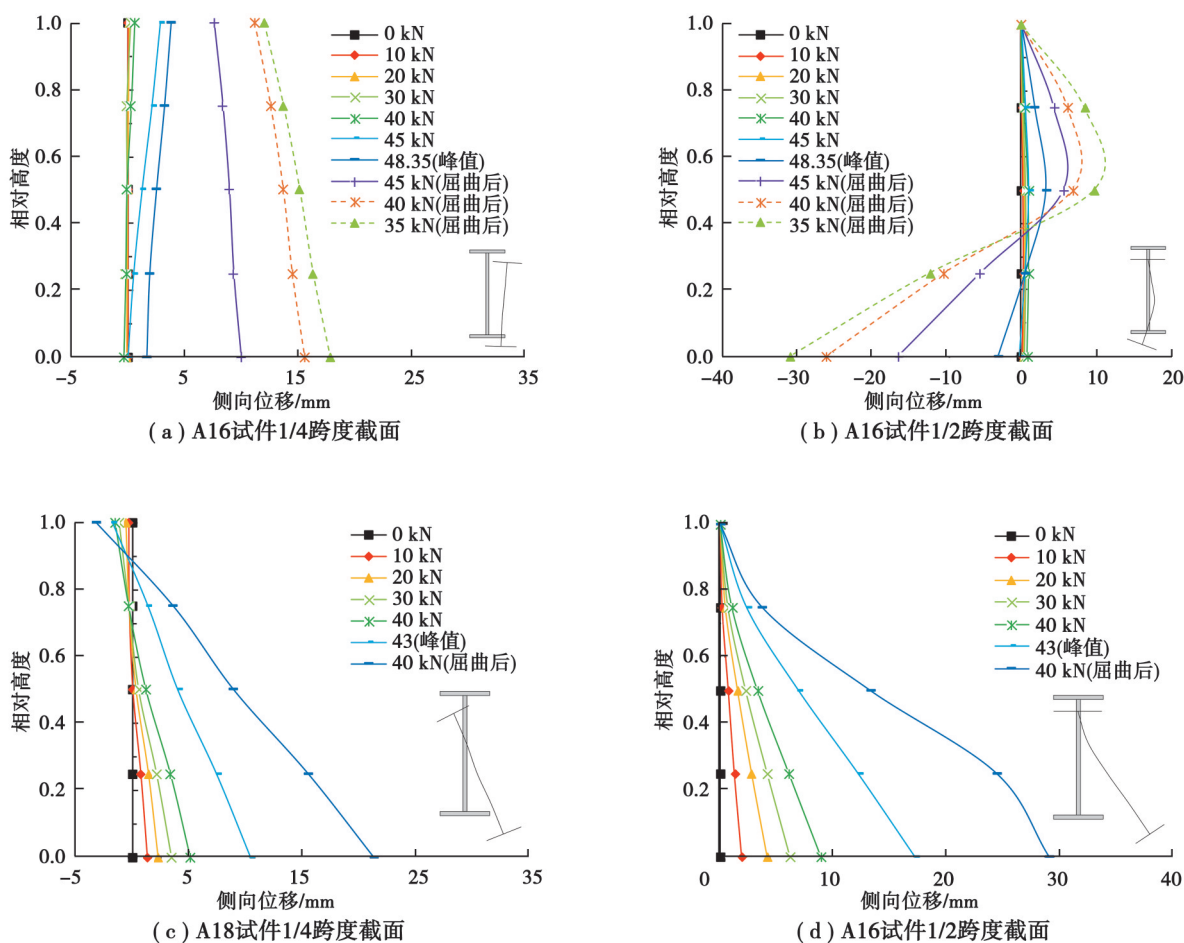 1.0
0.8
0.6
0.4
0.2
0.0
相对高度
-5
5
15
25
35
侧向位移/mm
0 kN
10 kN
20 kN
30 kN
40 kN
45 kN
48.35(峰值)
45 kN(屈曲后)
40 kN(屈曲后)
35 kN(屈曲后)
(a)A16试件1/4跨度截面
1.0
0.8
0.6
0.4
0.2
0.0
相对高度
-40
-30
-20
-10
0
10
20
侧向位移/mm
0 kN
10 kN
20 kN
30 kN
40 kN
45 kN
48.35(峰值)
45 kN(屈曲后)
40 kN(屈曲后)
35 kN(屈曲后)
(b)A16试件1/2跨度截面
1.0
0.8
0.6
0.4
0.2
0.0
相对高度
-5
5
15
25
35
侧向位移/mm
0 kN
10 kN
20 kN
30 kN
40 kN
43(峰值)
40 kN(屈曲后)
(c)A18试件1/4跨度截面
1.0
0.8
0.6
0.4
0.2
0.0
相对高度
0
10
20
30
40
侧向位移/mm
0 kN
10 kN
20 kN
30 kN
40 kN
43(峰值)
40 kN(屈曲后)
(d)A16试件1/2跨度截面